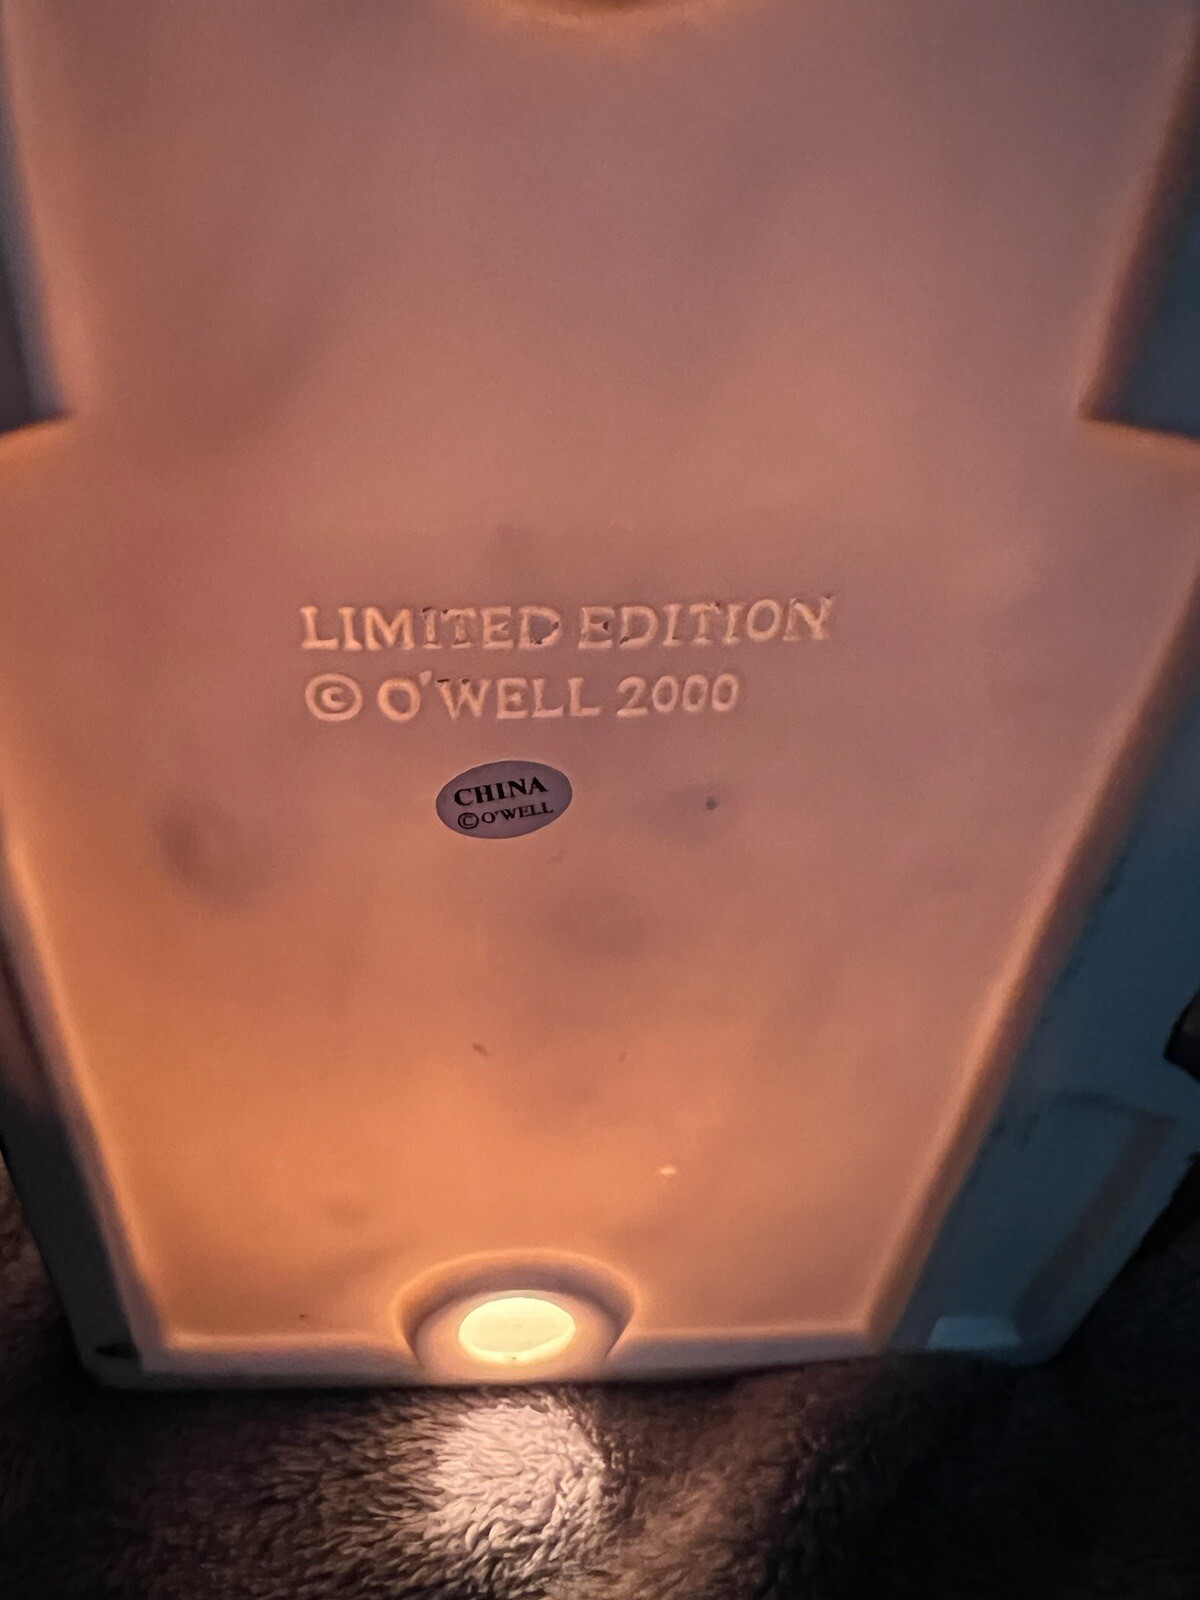 LIMITED EDITION
© O'WELL 2000
CHINA
© O'WELL